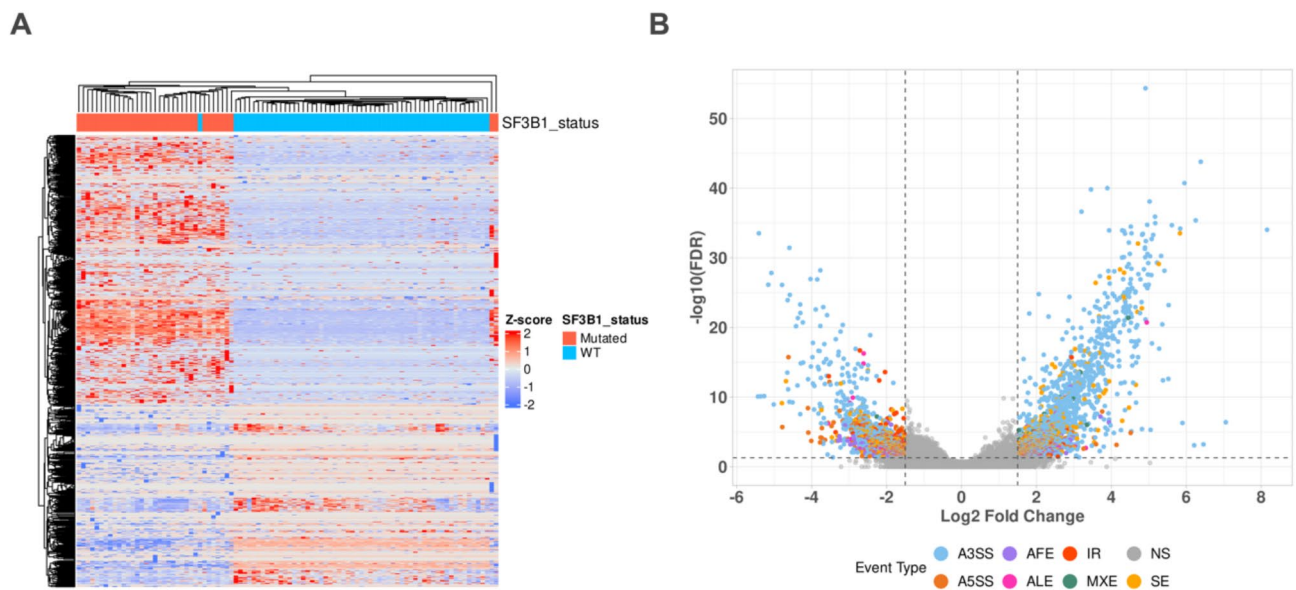 A
SF3B1_status
Z-score
2
1
0
-1
-2
SF3B1_status
Mutated
WT
B
-log10(FDR)
50
40
30
20
10
0
-6 -4 -2 0 2 4 6 8
Log2 Fold Change
Event Type
A3SS AFE IR NS
A5SS ALE MXE SE